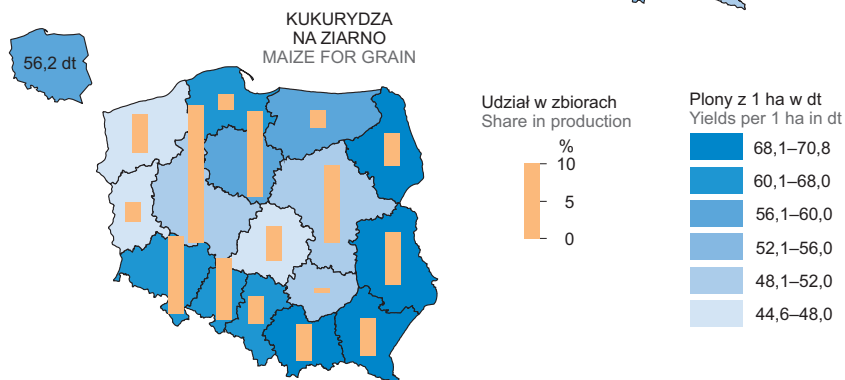 KUKURYDZA
NA ZIARNO
MAIZE FOR GRAIN
56,2 dt
Udział w zbiorach
Share in production
%
10
5
0
Plony z 1 ha w dt
Yields per 1 ha in dt
68,1–70,8
60,1–68,0
56,1–60,0
52,1–56,0
48,1–52,0
44,6–48,0